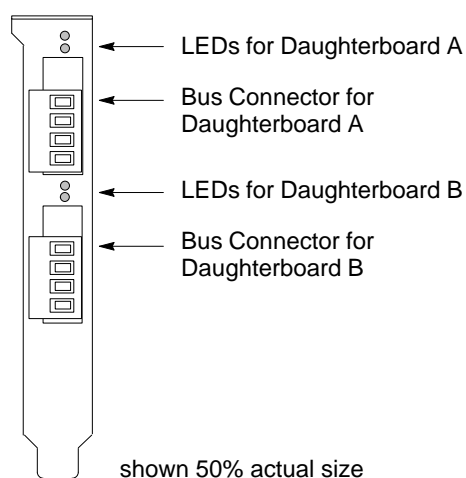 LEDs for Daughterboard A
Bus Connector for
Daughterboard A
LEDs for Daughterboard B
Bus Connector for
Daughterboard B
shown 50% actual size